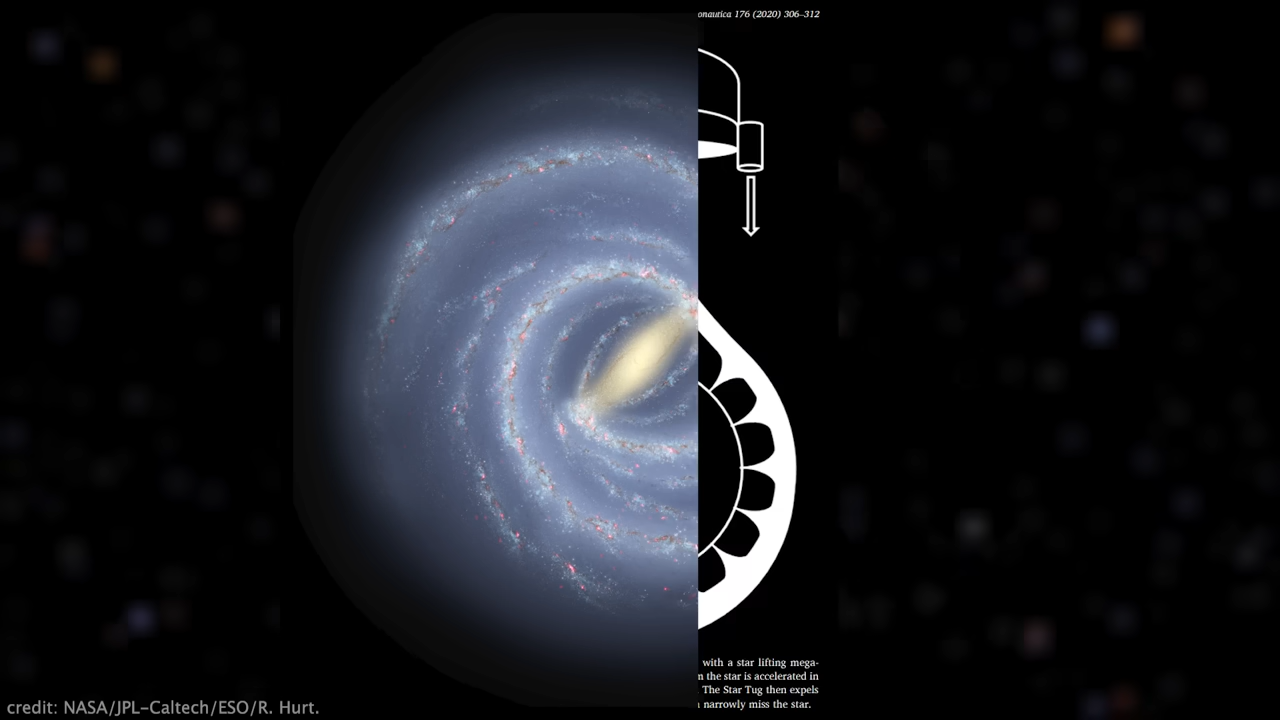 onautica 176 (2020) 306–312
with a star lifting mega-
the star is accelerated in
The Star Tug then expels
narrowly miss the star.
credit: NASA/JPL-Caltech/ESO/R. Hurt.